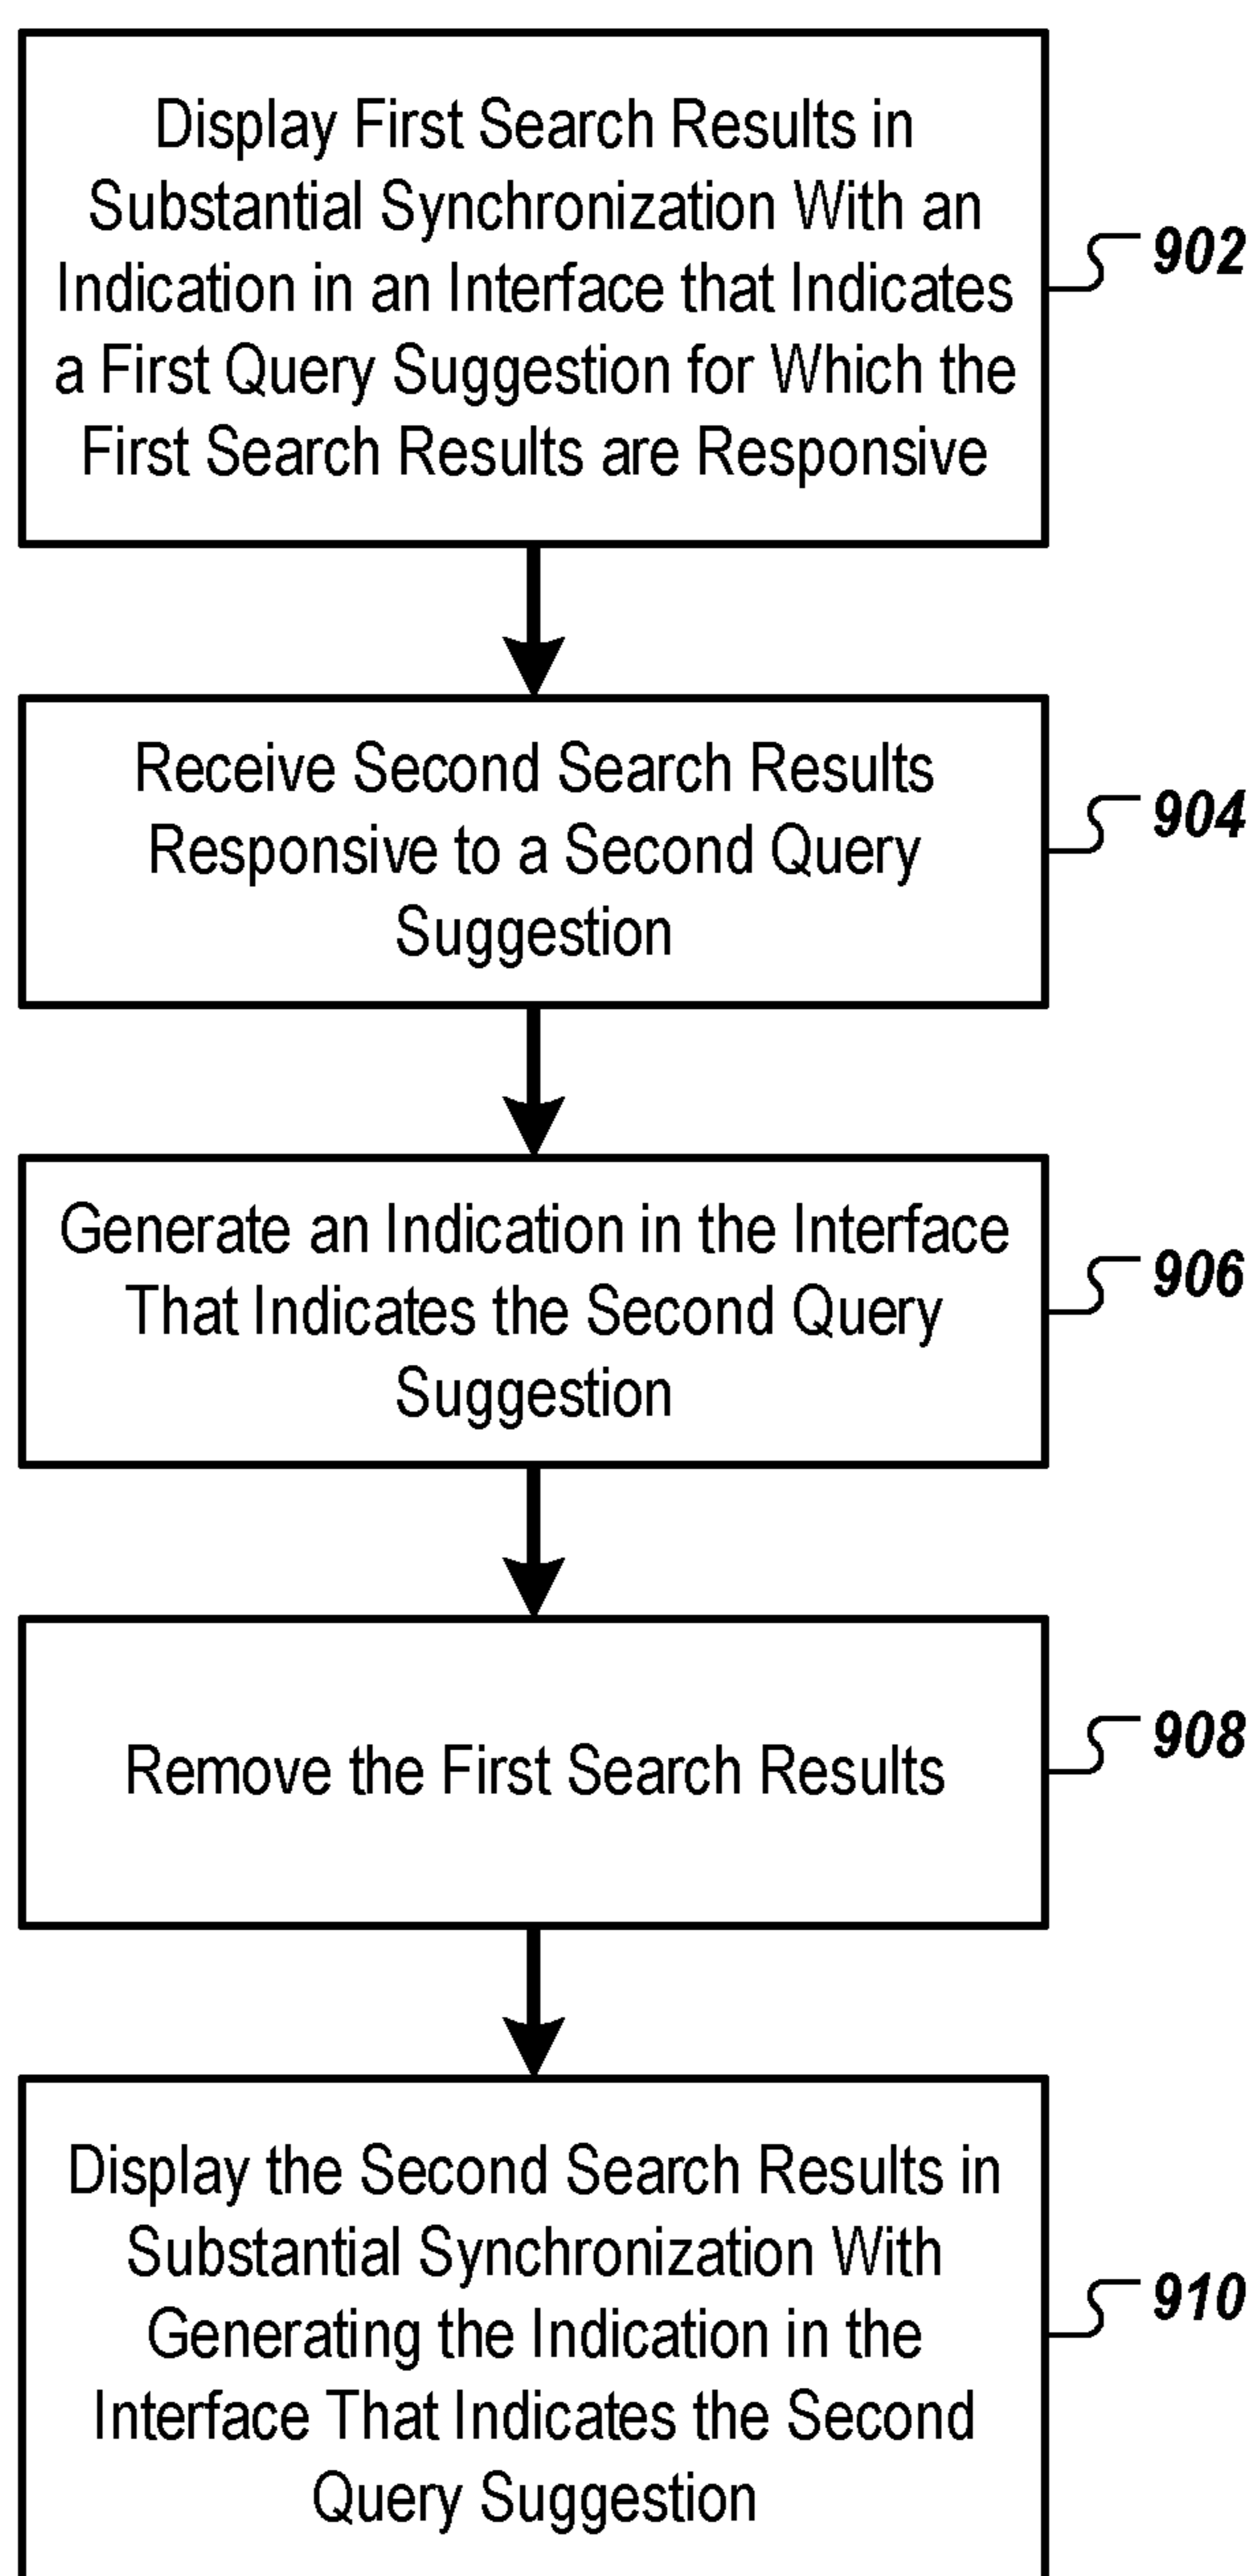 Display First Search Results in
Substantial Synchronization With an
Indication in an Interface that Indicates
a First Query Suggestion for Which the
First Search Results are Responsive
902
Receive Second Search Results
Responsive to a Second Query
Suggestion
904
Generate an Indication in the Interface
That Indicates the Second Query
Suggestion
906
Remove the First Search Results
908
Display the Second Search Results in
Substantial Synchronization With
Generating the Indication in the
Interface That Indicates the Second
Query Suggestion
910